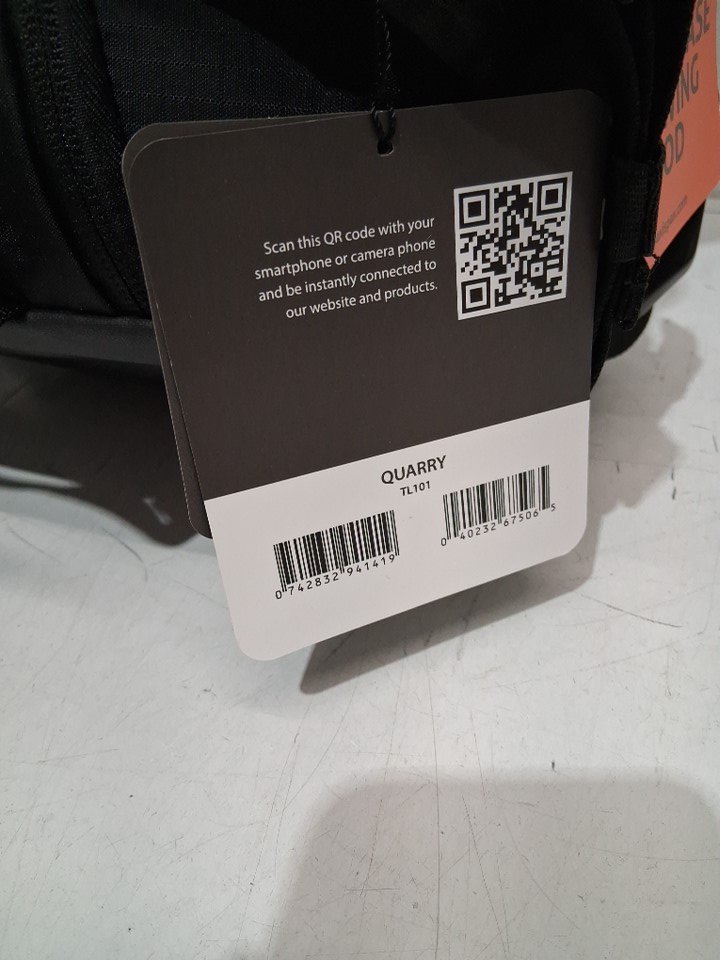 Scan this QR code with your
smartphone or camera phone
and be instantly connected to
our website and products.
QUARRY
TL101
0 742832 941419
0 40232 67506 5